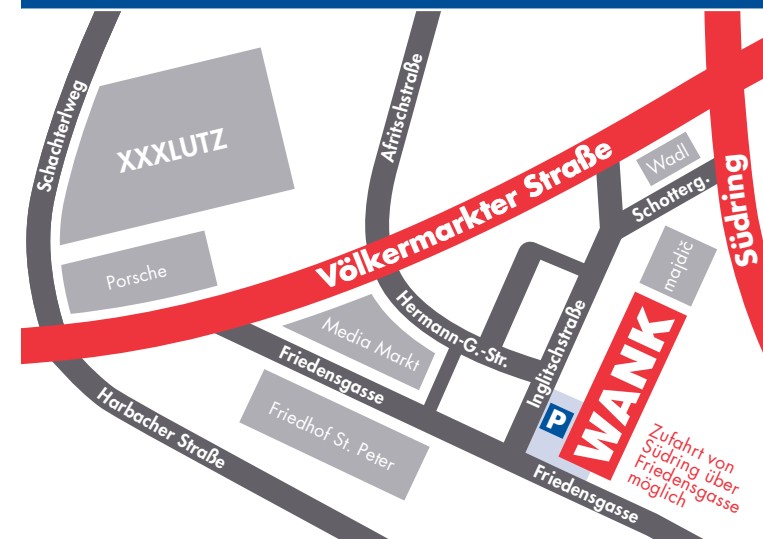 Schachterlweg
XXXLUTZ
Afritschstraße
Völkermarkter Straße
Wadl
Schotterg.
Südring
Porsche
majdič
Media Markt
Hermann-G.-Str.
Inglitschstraße
WANK
Friedensgasse
Harbacher Straße
Friedhof St. Peter
P
Zufahrt von
Südring über
Friedensgasse
möglich
Friedensgasse